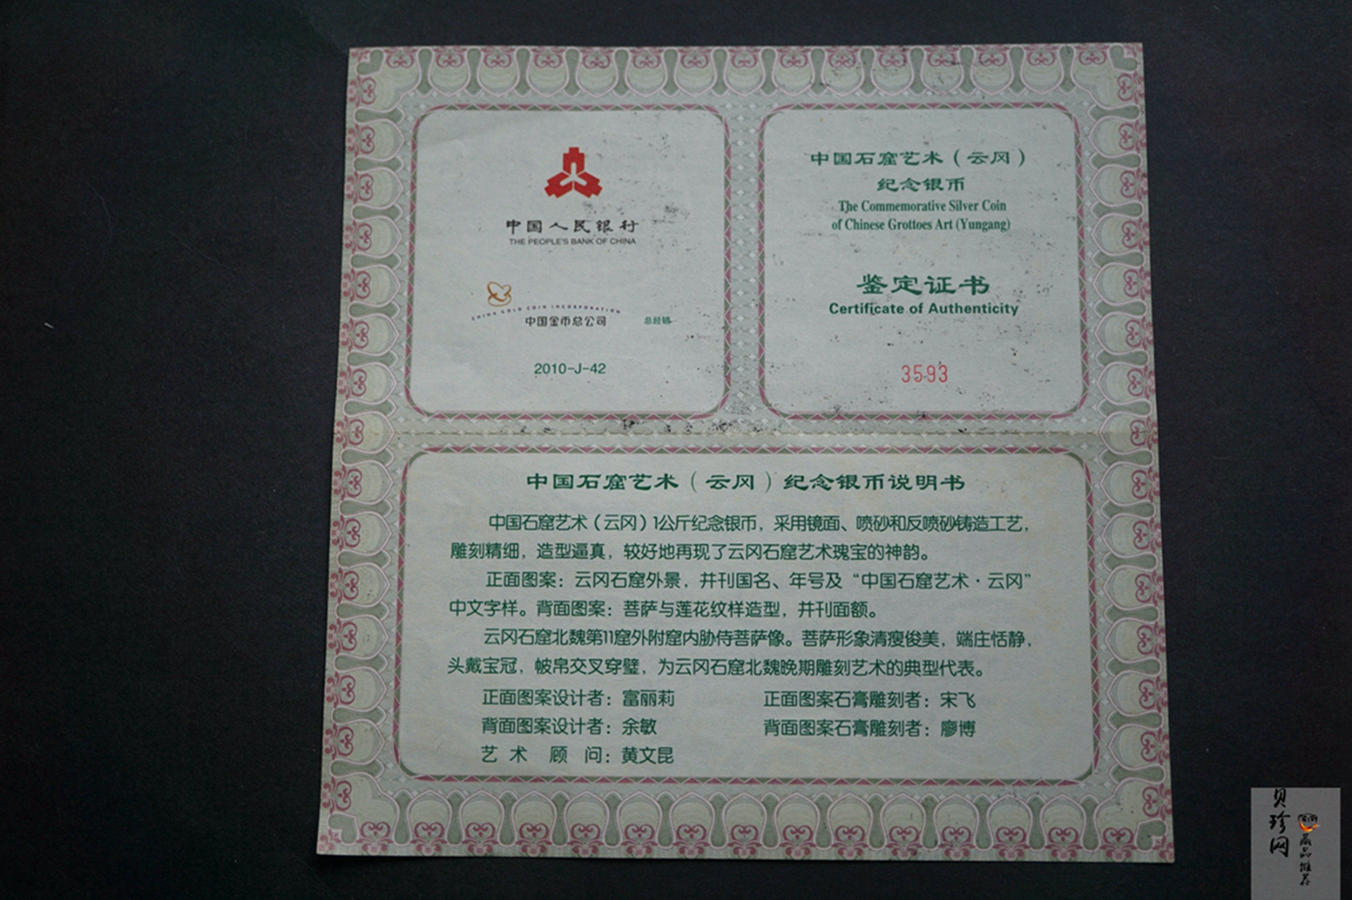 中国人民银行
THE PEOPLE'S BANK OF CHINA
CHINA GOLD COIN INCORPORATION
中国金币总公司 总经销
2010-J-42
中国石窟艺术（云冈）
纪念银币
The Commemorative Silver Coin
of Chinese Grottoes Art (Yungang)
鉴定证书
Certificate of Authenticity
3593
中国石窟艺术（云冈）纪念银币说明书
中国石窟艺术（云冈）1公斤纪念银币，采用镜面、喷砂和反喷砂铸造工艺，
雕刻精细，造型逼真，较好地再现了云冈石窟艺术瑰宝的神韵。
正面图案：云冈石窟外景，并刊国名、年号及“中国石窟艺术·云冈”
中文字样。背面图案：菩萨与莲花纹样造型，并刊面额。
云冈石窟北魏第11窟外附窟内胁侍菩萨像。菩萨形象清瘦俊美，端庄恬静，
头戴宝冠，帔帛交叉穿璧，为云冈石窟北魏晚期雕刻艺术的典型代表。
正面图案设计者：富丽莉 正面图案石膏雕刻者：宋飞
背面图案设计者：余敏 背面图案石膏雕刻者：廖博
艺术顾问：黄文昆
贝珍网
藏品推荐